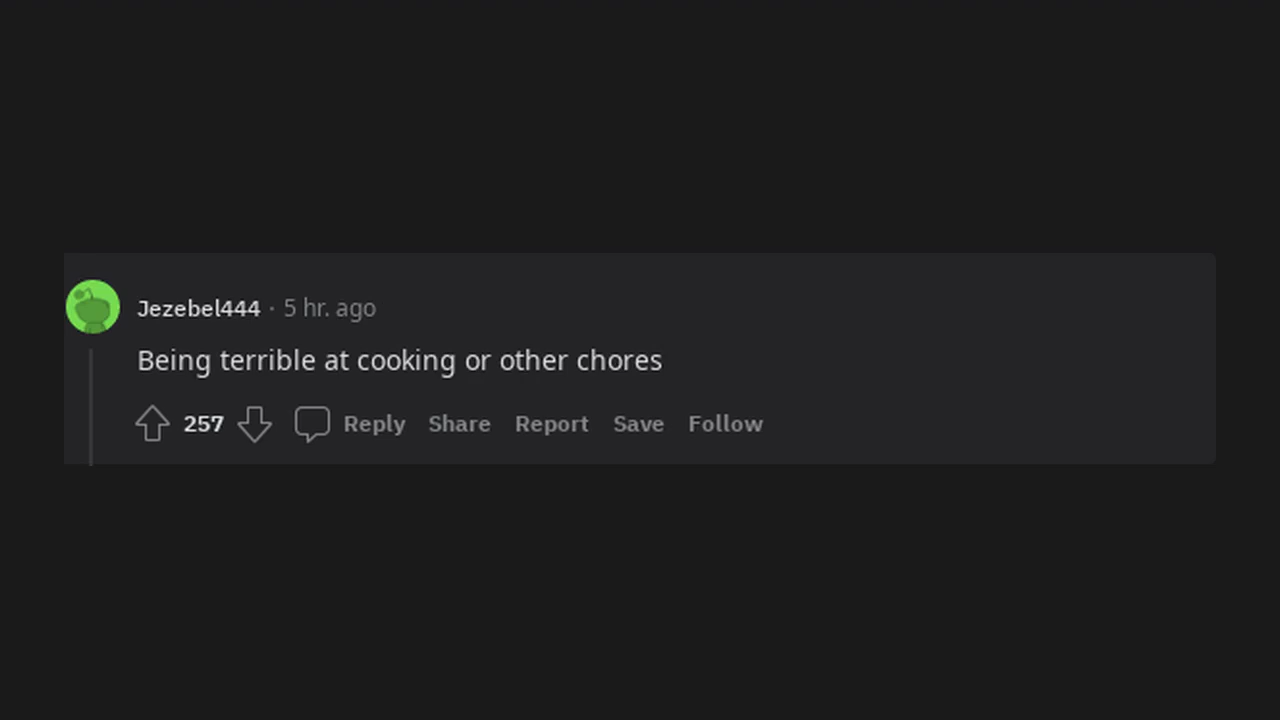 Jezebel444 · 5 hr. ago
Being terrible at cooking or other chores
257 Reply Share Report Save Follow